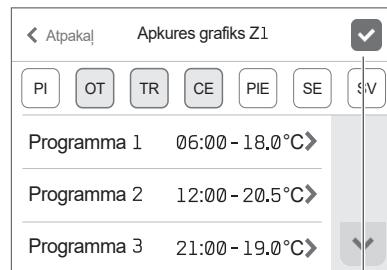 Atpakaļ Apkures grafiks Z1
PI OT TR CE PIE SE SV
Programma 1 06:00 - 18.0°C
Programma 2 12:00 - 20.5°C
Programma 3 21:00 - 19.0°C